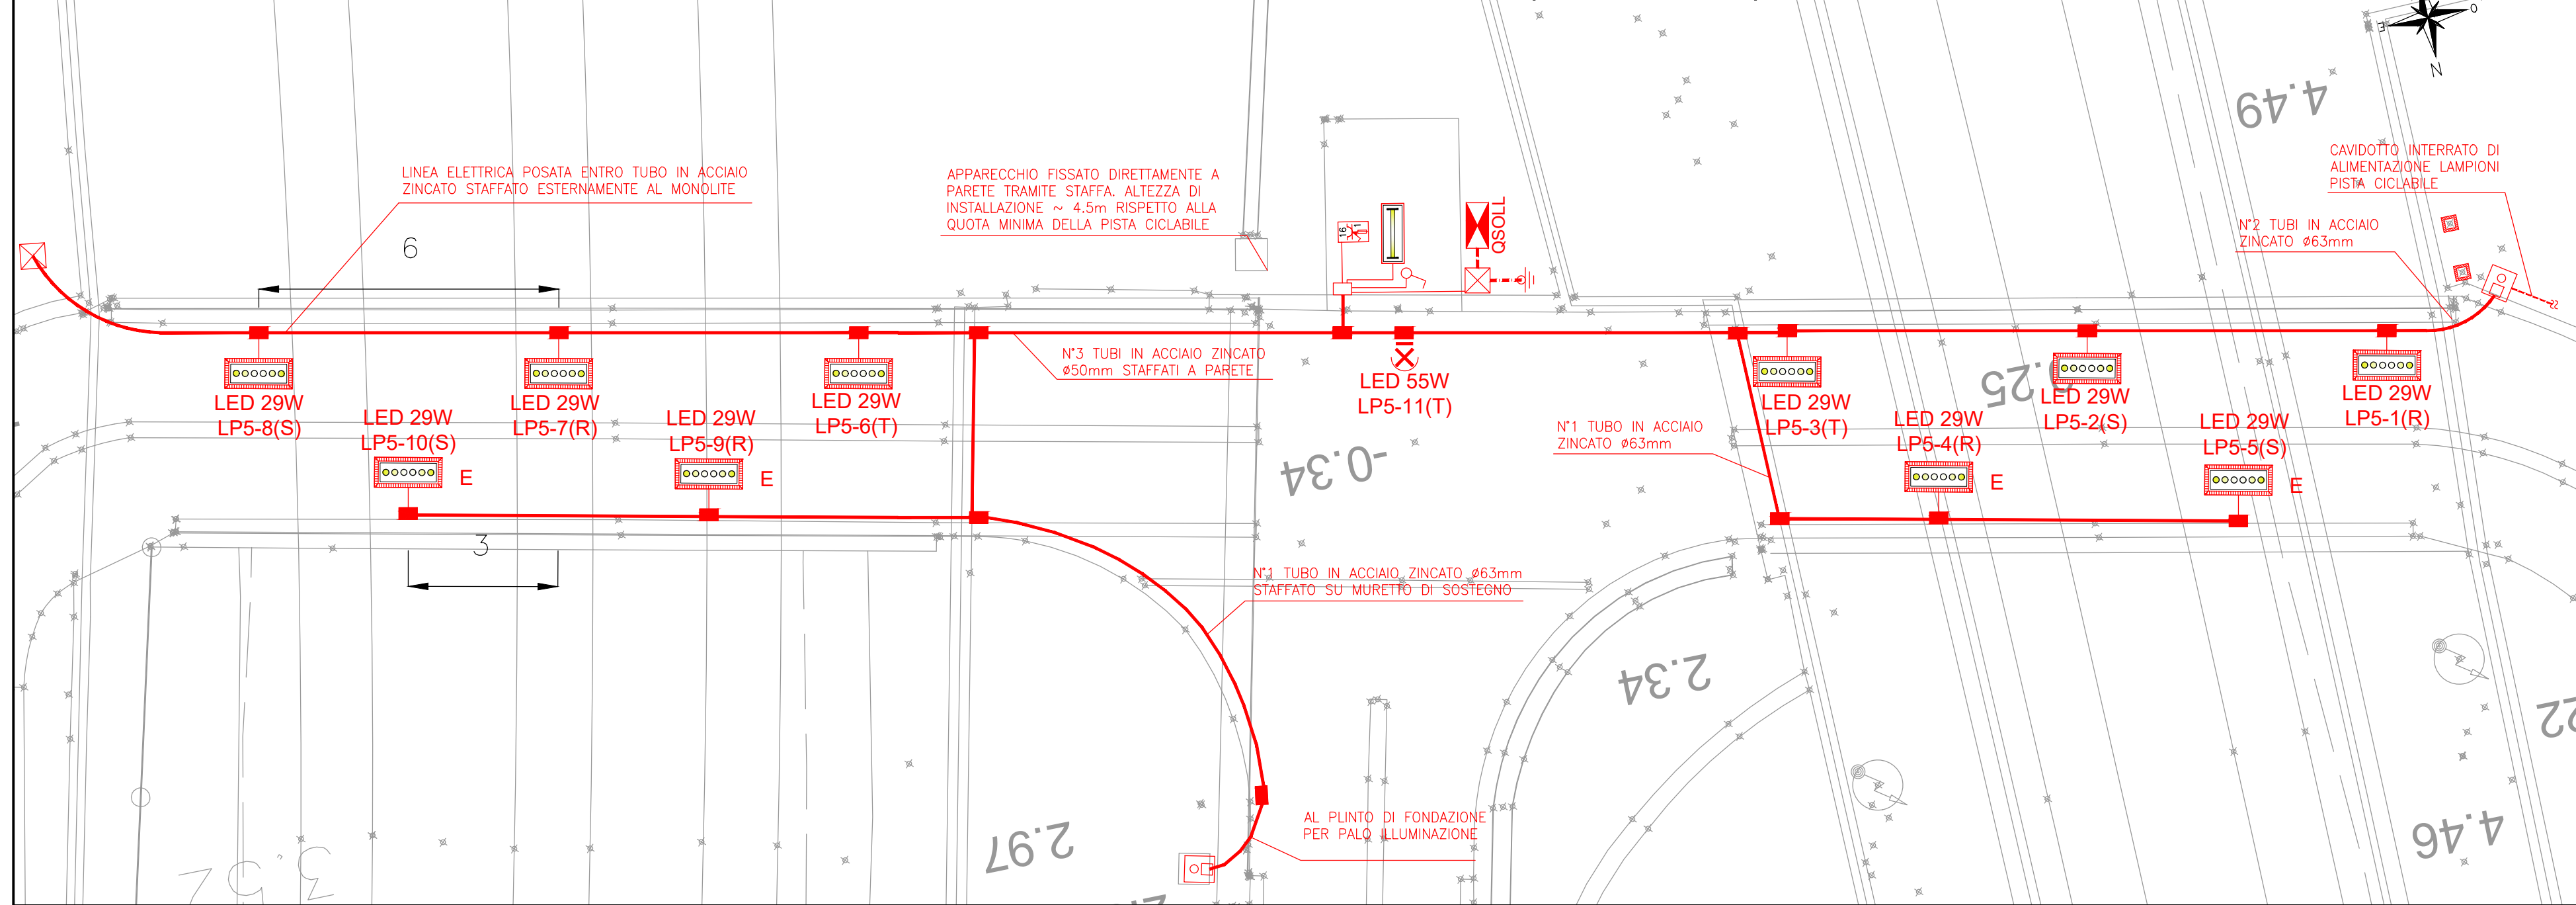 O
E
N
4.49
CAVIDOTTO INTERRATO DI
ALIMENTAZIONE LAMPIONI
PISTA CICLABILE
LINEA ELETTRICA POSATA ENTRO TUBO IN ACCIAIO
ZINCATO STAFFATO ESTERNAMENTE AL MONOLITE
APPARECCHIO FISSATO DIRETTAMENTE A
PARETE TRAMITE STAFFA. ALTEZZA DI
INSTALLAZIONE ~ 4.5m RISPETTO ALLA
QUOTA MINIMA DELLA PISTA CICLABILE
16
1
QSOLL
N°2 TUBI IN ACCIAIO
ZINCATO ø63mm
6
N°3 TUBI IN ACCIAIO ZINCATO
ø50mm STAFFATI A PARETE
LED 29W
LP5-8(S)
LED 29W
LP5-10(S)
E
LED 29W
LP5-7(R)
LED 29W
LP5-9(R)
E
LED 29W
LP5-6(T)
LED 55W
LP5-11(T)
LED 29W
LP5-3(T)
LED 29W
LP5-4(R)
E
LED 29W
LP5-2(S)
LED 29W
LP5-5(S)
E
LED 29W
LP5-1(R)
N°1 TUBO IN ACCIAIO
ZINCATO ø63mm
-0.34
3
N°1 TUBO IN ACCIAIO ZINCATO ø63mm
STAFFATO SU MURETTO DI SOSTEGNO
2.34
AL PLINTO DI FONDAZIONE
PER PALO ILLUMINAZIONE
2.97
4.46